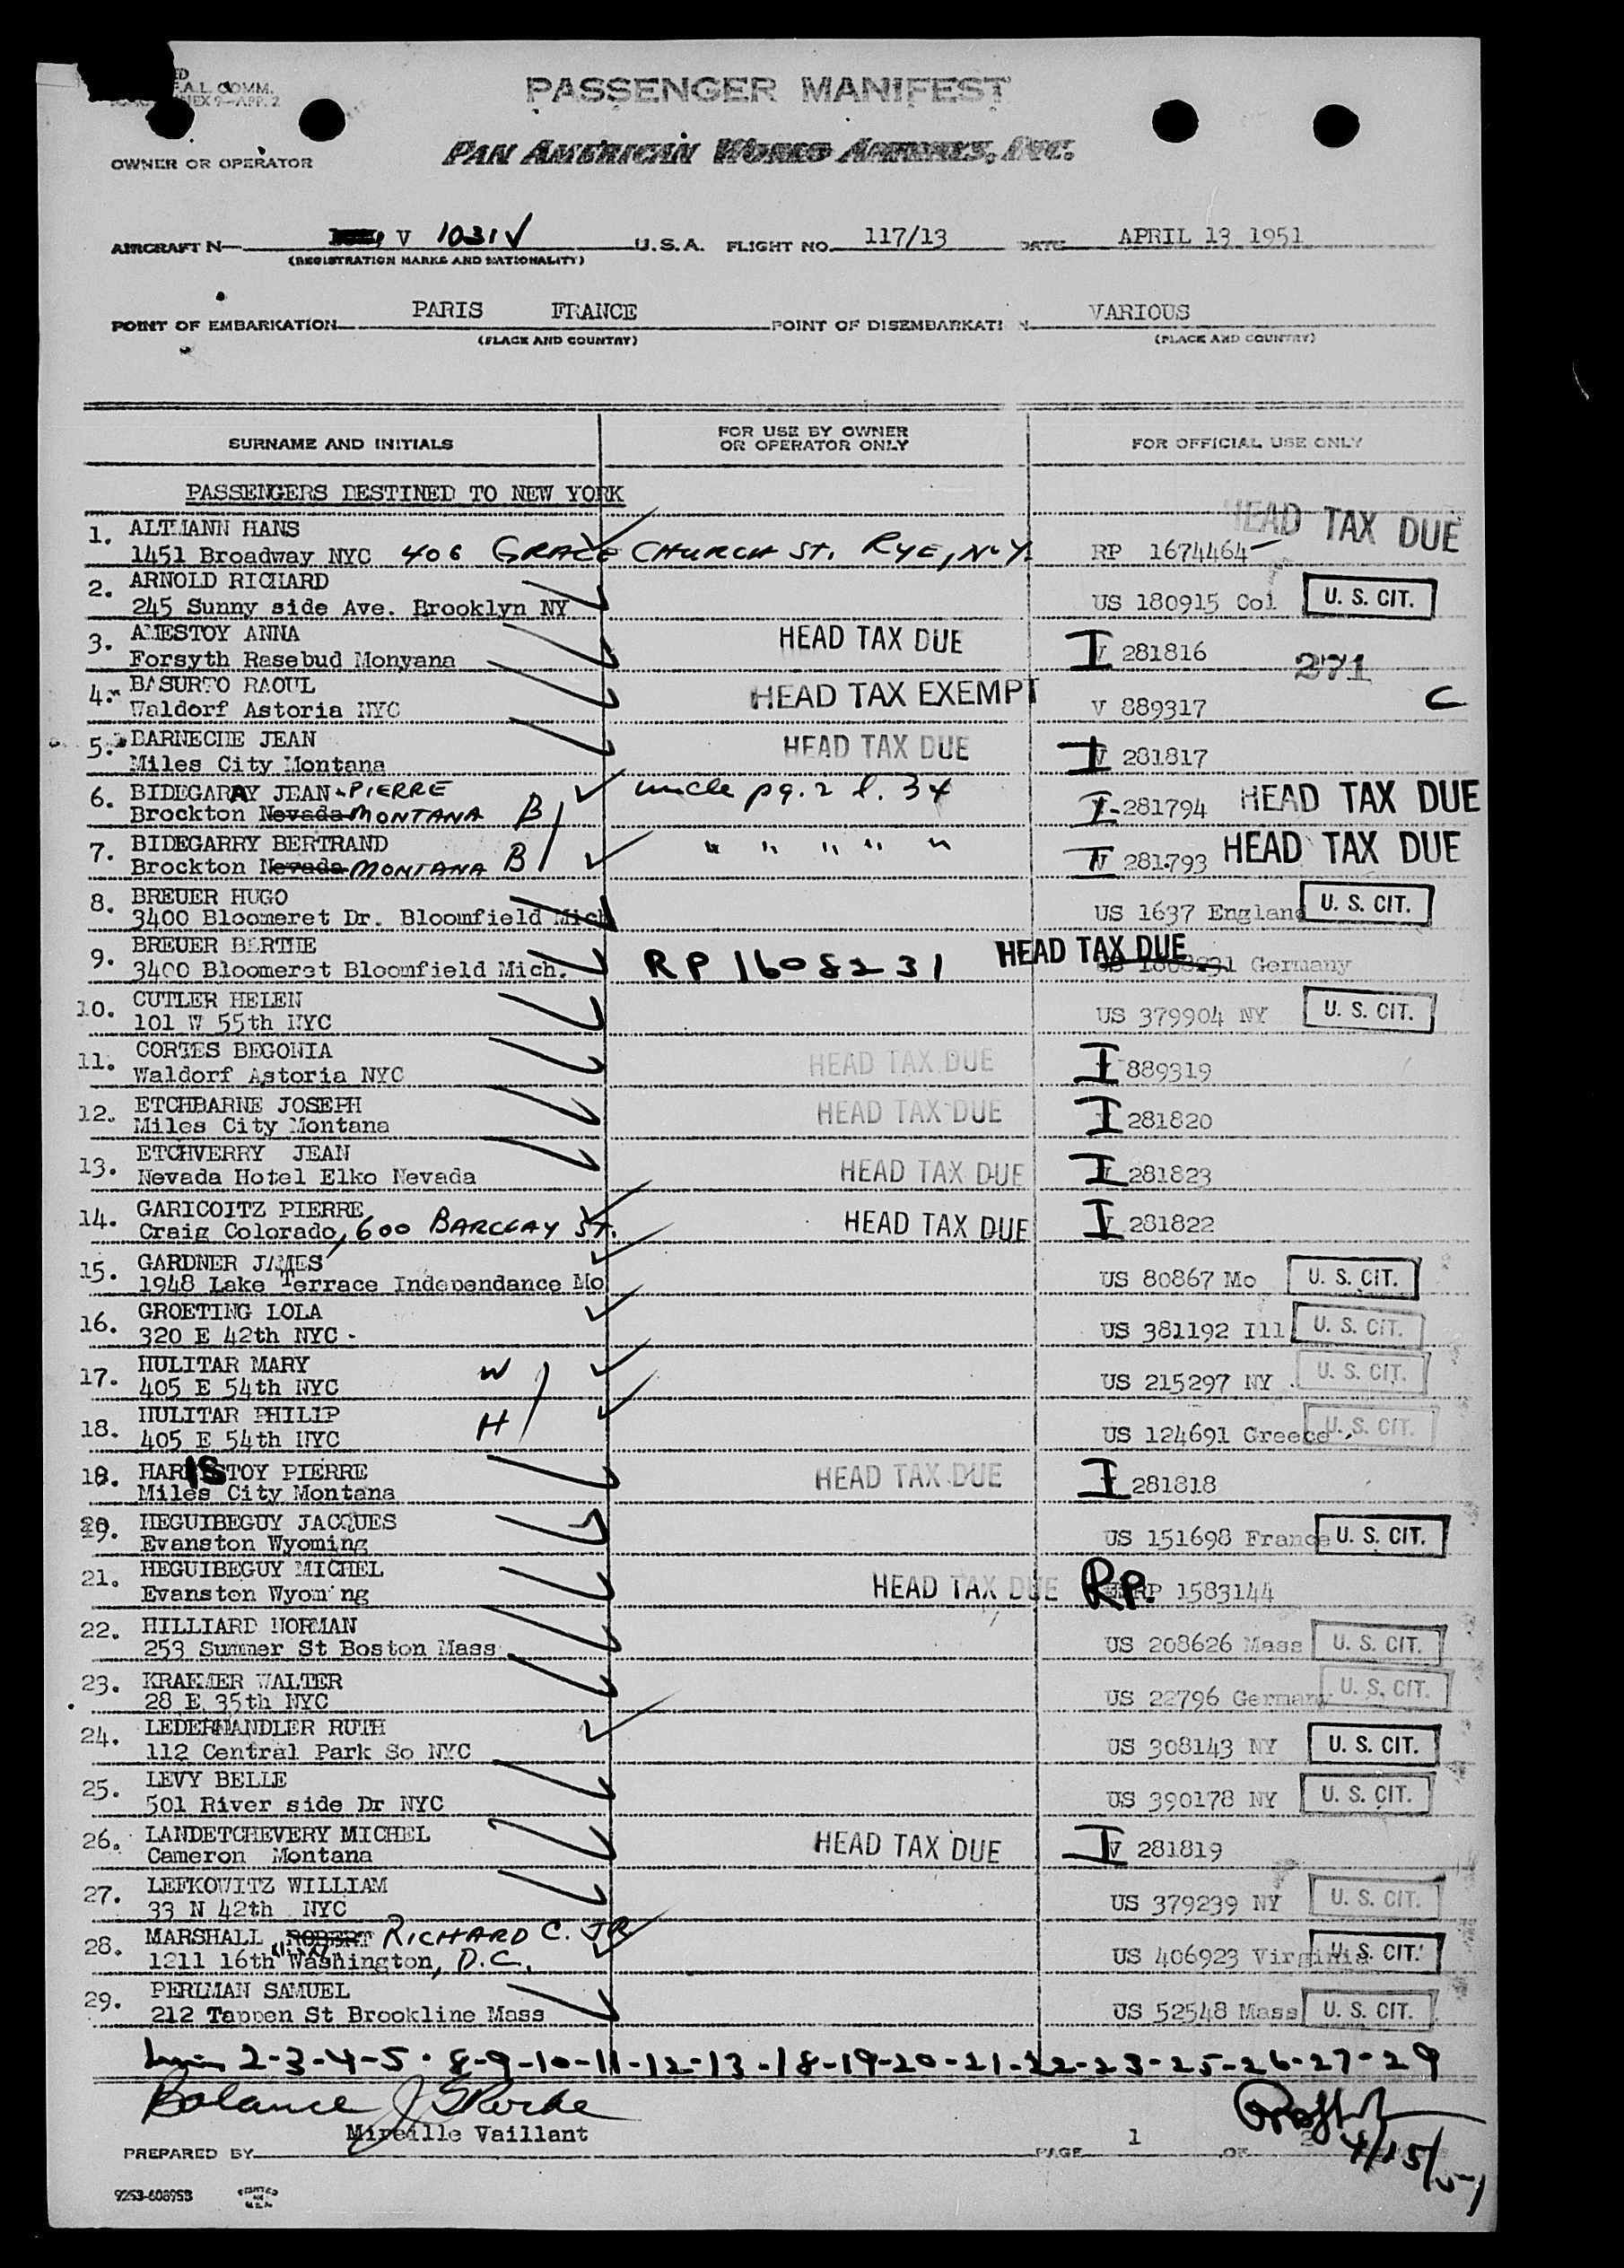 F.A.L. COMM.
ANNEX 9—APP. 2
PASSENGER MANIFEST
OWNER OR OPERATOR
PAN AMERICAN WORLD AIRWAYS, INC.
AIRCRAFT N— V 1031V U.S.A. FLIGHT NO. 117/13 DATE APRIL 13 1951
(REGISTRATION MARKS AND NATIONALITY)
POINT OF EMBARKATION PARIS FRANCE POINT OF DISEMBARKATION VARIOUS
(PLACE AND COUNTRY) (PLACE AND COUNTRY)
SURNAME AND INITIALS FOR USE BY OWNER OR OPERATOR ONLY FOR OFFICIAL USE ONLY
PASSENGERS DESTINED TO NEW YORK
1. ALTMANN HANS HEAD TAX DUE
1451 Broadway NYC 406 GRACE CHURCH ST. RYE, N.Y. RP 1674464
2. ARNOLD RICHARD
245 Sunny side Ave. Brooklyn NY US 180915 Col U. S. CIT.
3. AMESTOY ANNA HEAD TAX DUE
Forsyth Rasebud Monyana I V 281816 271
4. BASURTO RAOUL HEAD TAX EXEMPT
Waldorf Astoria NYC V 889317 C
5. BARNECHE JEAN HEAD TAX DUE
Miles City Montana I V 281817
6. BIDEGARAY JEAN-PIERRE uncle pg. 2 l. 34
Brockton Nevada MONTANA B I 281794 HEAD TAX DUE
7. BIDEGARRY BERTRAND " " " " "
Brockton Nevada MONTANA B IV 281793 HEAD TAX DUE
8. BREUER HUGO
3400 Bloomeret Dr. Bloomfield Mich US 1637 England U. S. CIT.
9. BREUER BERTHE HEAD TAX DUE
3400 Bloomeret Bloomfield Mich. RP 1608231 US 1608231 Germany
10. CUTLER HELEN
101 W 55th NYC US 379904 NY U. S. CIT.
11. CORTES BEGONIA HEAD TAX DUE
Waldorf Astoria NYC I 889319
12. ETCHBARNE JOSEPH HEAD TAX DUE
Miles City Montana I 281820
13. ETCHVERRY JEAN HEAD TAX DUE
Nevada Hotel Elko Nevada I V 281823
14. GARICOITZ PIERRE HEAD TAX DUE
Craig Colorado, 600 BARCLAY ST. I V 281822
15. GARDNER JAMES
1948 Lake Terrace Independance Mo US 80867 Mo U. S. CIT.
16. GROETING LOLA
320 E 42th NYC - US 381192 Ill U. S. CIT.
17. HULITAR MARY W
405 E 54th NYC US 215297 NY U. S. CIT.
18. HULITAR PHILIP H
405 E 54th NYC US 124691 Greece U. S. CIT.
19. HARISTOY PIERRE HEAD TAX DUE
Miles City Montana I 281818
20. HEGUIBEGUY JACQUES
Evanston Wyoming US 151698 France U. S. CIT.
21. HEGUIBEGUY MICHEL HEAD TAX DUE
Evanston Wyoming RP. RP 1583144
22. HILLIARD NORMAN
253 Sumner St Boston Mass US 208626 Mass U. S. CIT.
23. KRAEMER WALTER
28 E 35th NYC US 22796 Germany U. S. CIT.
24. LEDERHANDLER RUTH
112 Central Park So NYC US 308143 NY U. S. CIT.
25. LEVY BELLE
501 River side Dr NYC US 390178 NY U. S. CIT.
26. LANDETCHEVERY MICHEL HEAD TAX DUE
Cameron Montana I V 281819
27. LEFKOWITZ WILLIAM
33 N 42th NYC US 379239 NY U. S. CIT.
28. MARSHALL ROBERT RICHARD C. JR
1211 16th Washington, D.C. US 406923 Virginia U. S. CIT.
29. PERLMAN SAMUEL
212 Tappen St Brookline Mass US 52548 Mass U. S. CIT.
2-3-4-5-8-9-10-11-12-13-18-19-20-21-22-23-25-26-27-29
Balance
Mireille Vaillant
PREPARED BY PAGE 1 OF 2
4/15/51
9253-608953 PRINTED IN U.S.A.